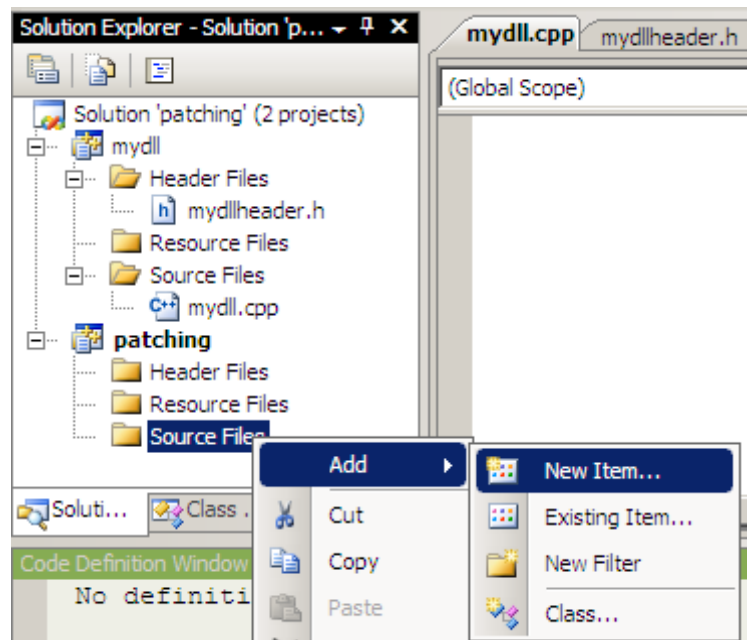 Solution Explorer - Solution 'p...
mydll.cpp mydllheader.h
(Global Scope)
Solution 'patching' (2 projects)
mydll
Header Files
mydllheader.h
Resource Files
Source Files
mydll.cpp
patching
Header Files
Resource Files
Source Files
Add
New Item...
Soluti... Class .
Cut
Existing Item...
Code Definition Window
Copy
New Filter
No definiti
Paste
Class...